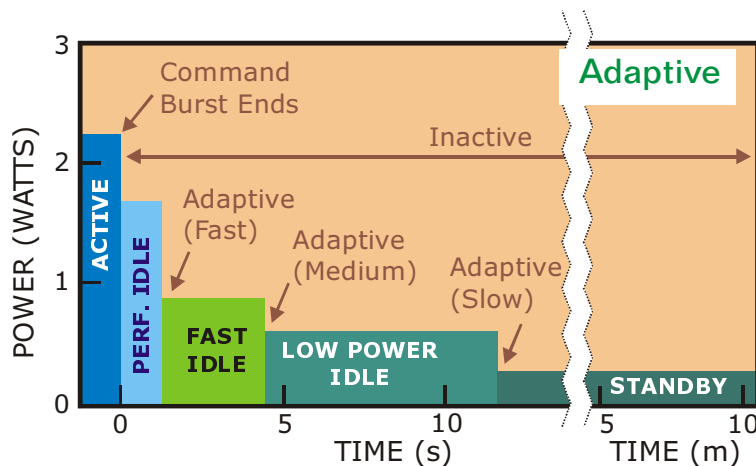 3
Adaptive
Command
Burst Ends
Inactive
2
Adaptive
(Fast)
Adaptive
(Medium)
Adaptive
(Slow)
1
0
POWER (WATTS)
ACTIVE
PERF. IDLE
FAST
IDLE
LOW POWER
IDLE
STANDBY
0
5
10
5
10
TIME (s)
TIME (m)